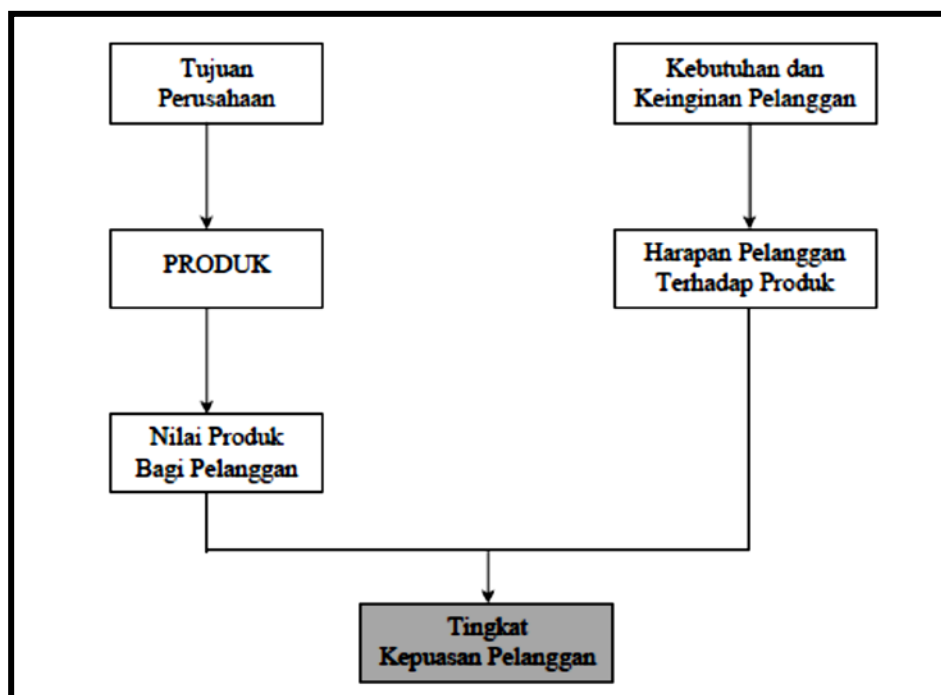 Tujuan
Perusahaan
Kebutuhan dan
Keinginan Pelanggan
PRODUK
Harapan Pelanggan
Terhadap Produk
Nilai Produk
Bagi Pelanggan
Tingkat
Kepuasan Pelanggan